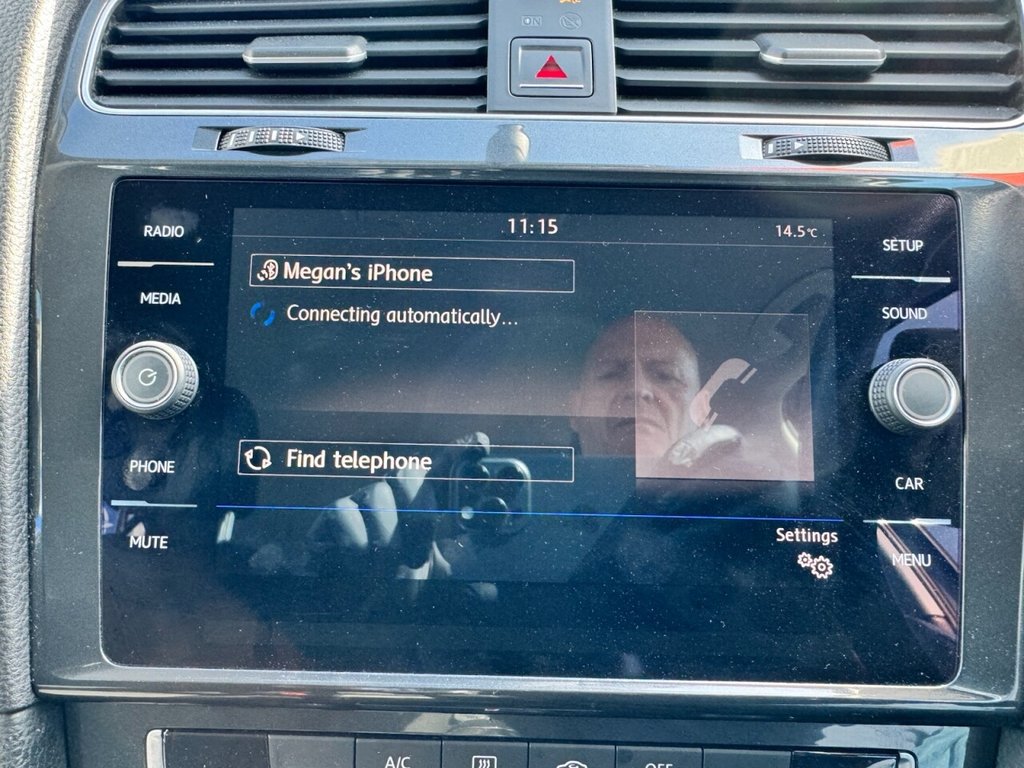 ON
11:15
14.5°C
RADIO
MEDIA
PHONE
MUTE
Megan's iPhone
Connecting automatically...
Find telephone
Settings
SETUP
SOUND
CAR
MENU
A/C
OFF